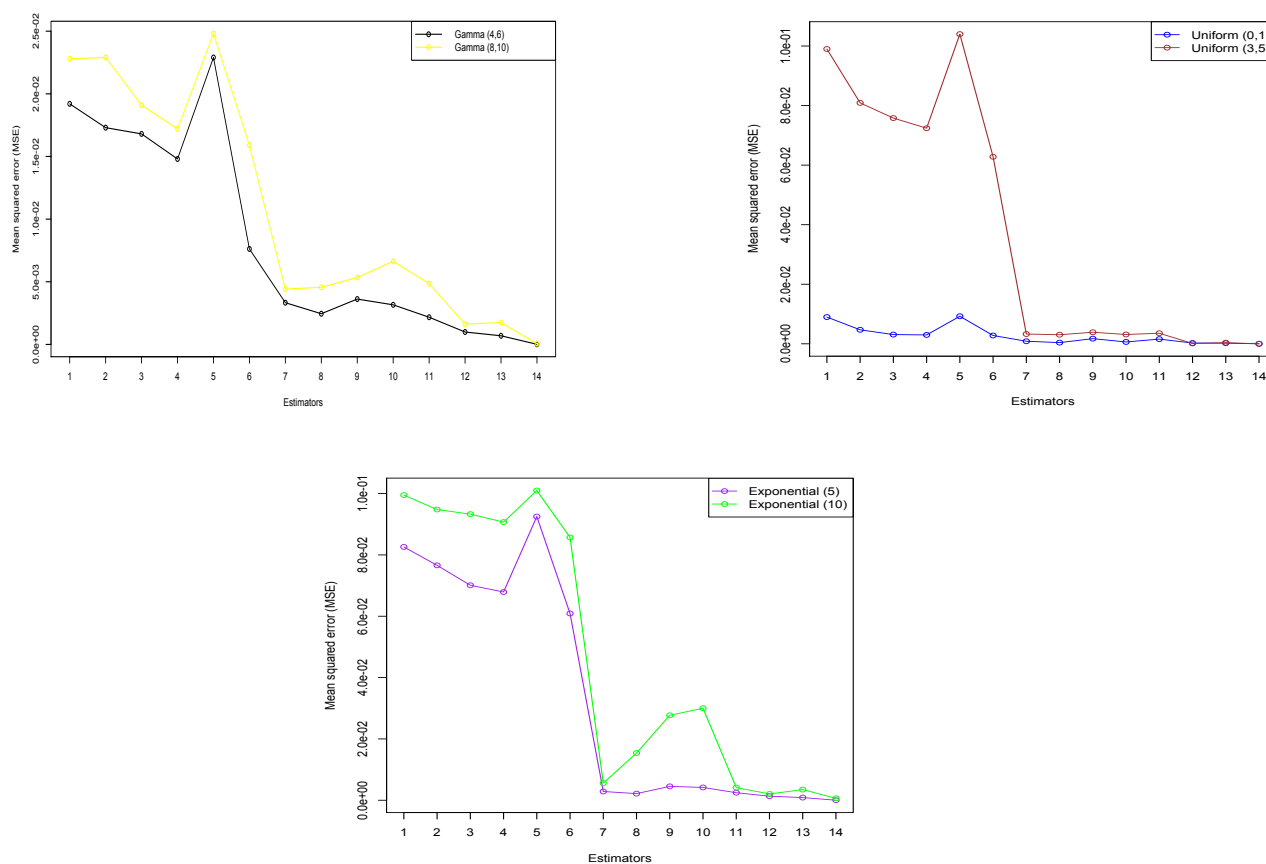 Mean squared error (MSE)
2.5e-02
2.0e-02
1.5e-02
1.0e-02
5.0e-03
0.0e+00
Gamma (4,6)
Gamma (8,10)
1 2 3 4 5 6 7 8 9 10 11 12 13 14
Estimators
Mean squared error (MSE)
1.0e-01
8.0e-02
6.0e-02
4.0e-02
2.0e-02
0.0e+00
Uniform (0,1
Uniform (3,5
1 2 3 4 5 6 7 8 9 10 11 12 13 14
Estimators
Mean squared error (MSE)
1.0e-01
8.0e-02
6.0e-02
4.0e-02
2.0e-02
0.0e+00
Exponential (5)
Exponential (10)
1 2 3 4 5 6 7 8 9 10 11 12 13 14
Estimators